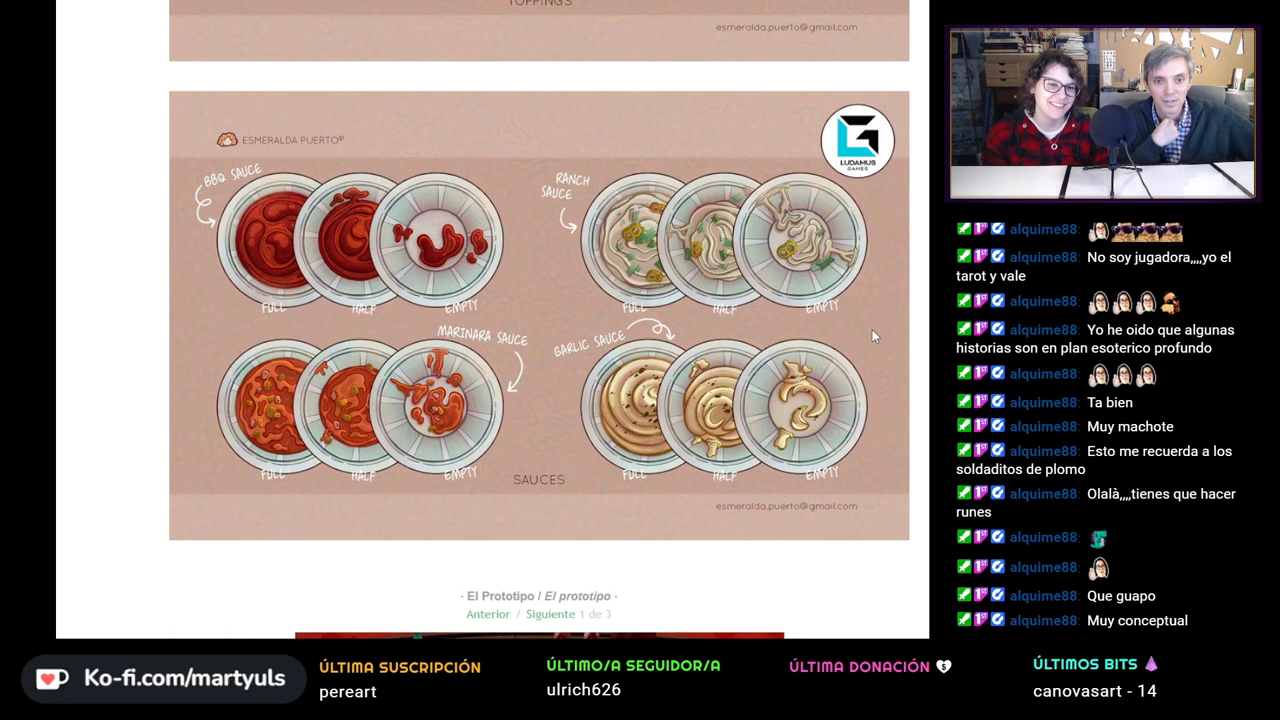 TOPPINGS
esmeralda.puerto@gmail.com
ESMERALDA PUERTO®
LUDAMUS
GAMES
BBQ SAUCE
FULL
HALF
EMPTY
RANCH
SAUCE
FULL
HALF
EMPTY
MARINARA SAUCE
FULL
HALF
EMPTY
GARLIC SAUCE
FULL
HALF
EMPTY
SAUCES
esmeralda.puerto@gmail.com
· El Prototipo / El prototipo ·
Anterior / Siguiente 1 de 3
alquime88:
alquime88: No soy jugadora,,,,yo el
tarot y vale
alquime88:
alquime88: Yo he oido que algunas
historias son en plan esoterico profundo
alquime88:
alquime88: Ta bien
alquime88: Muy machote
alquime88: Esto me recuerda a los
soldaditos de plomo
alquime88: Olalà,,,,tienes que hacer
runes
alquime88:
alquime88:
alquime88: Que guapo
alquime88: Muy conceptual
Ko-fi.com/martyuls
ÚLTIMA SUSCRIPCIÓN
pereart
ÚLTIMO/A SEGUIDOR/A
ulrich626
ÚLTIMA DONACIÓN
ÚLTIMOS BITS
canovasart - 14